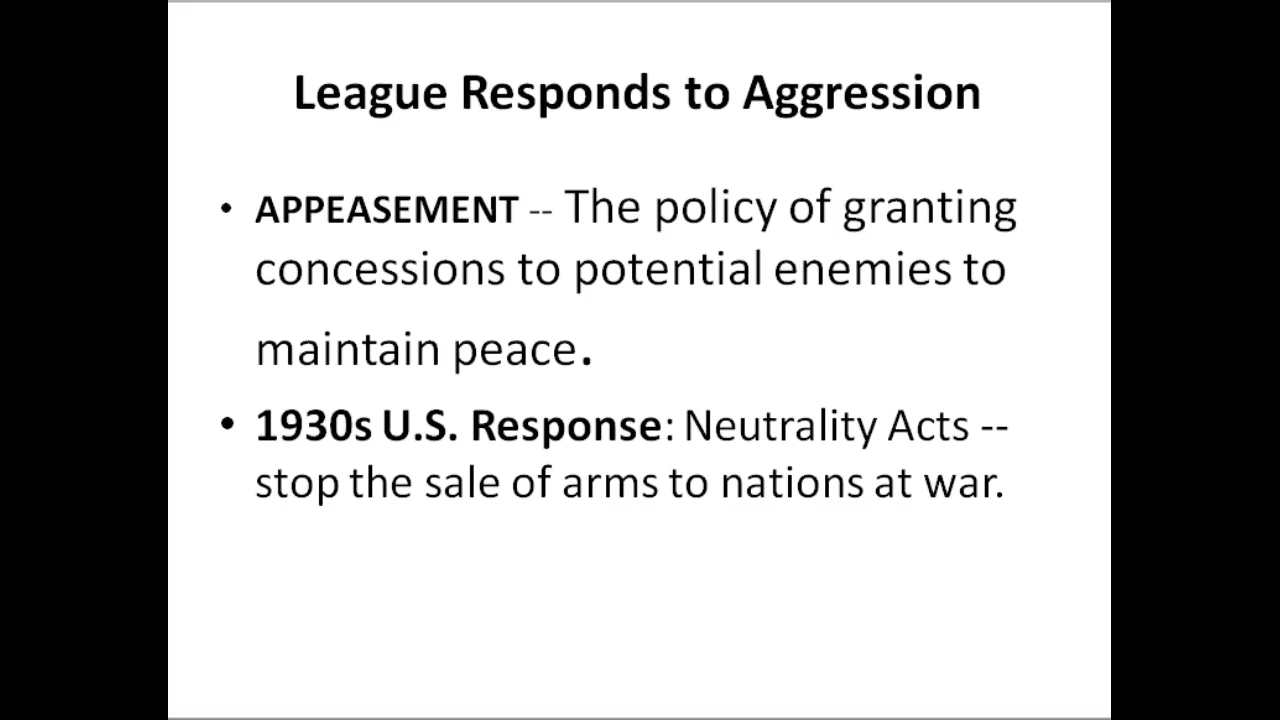 League Responds to Aggression
• APPEASEMENT -- The policy of granting
concessions to potential enemies to
maintain peace.
• 1930s U.S. Response: Neutrality Acts --
stop the sale of arms to nations at war.